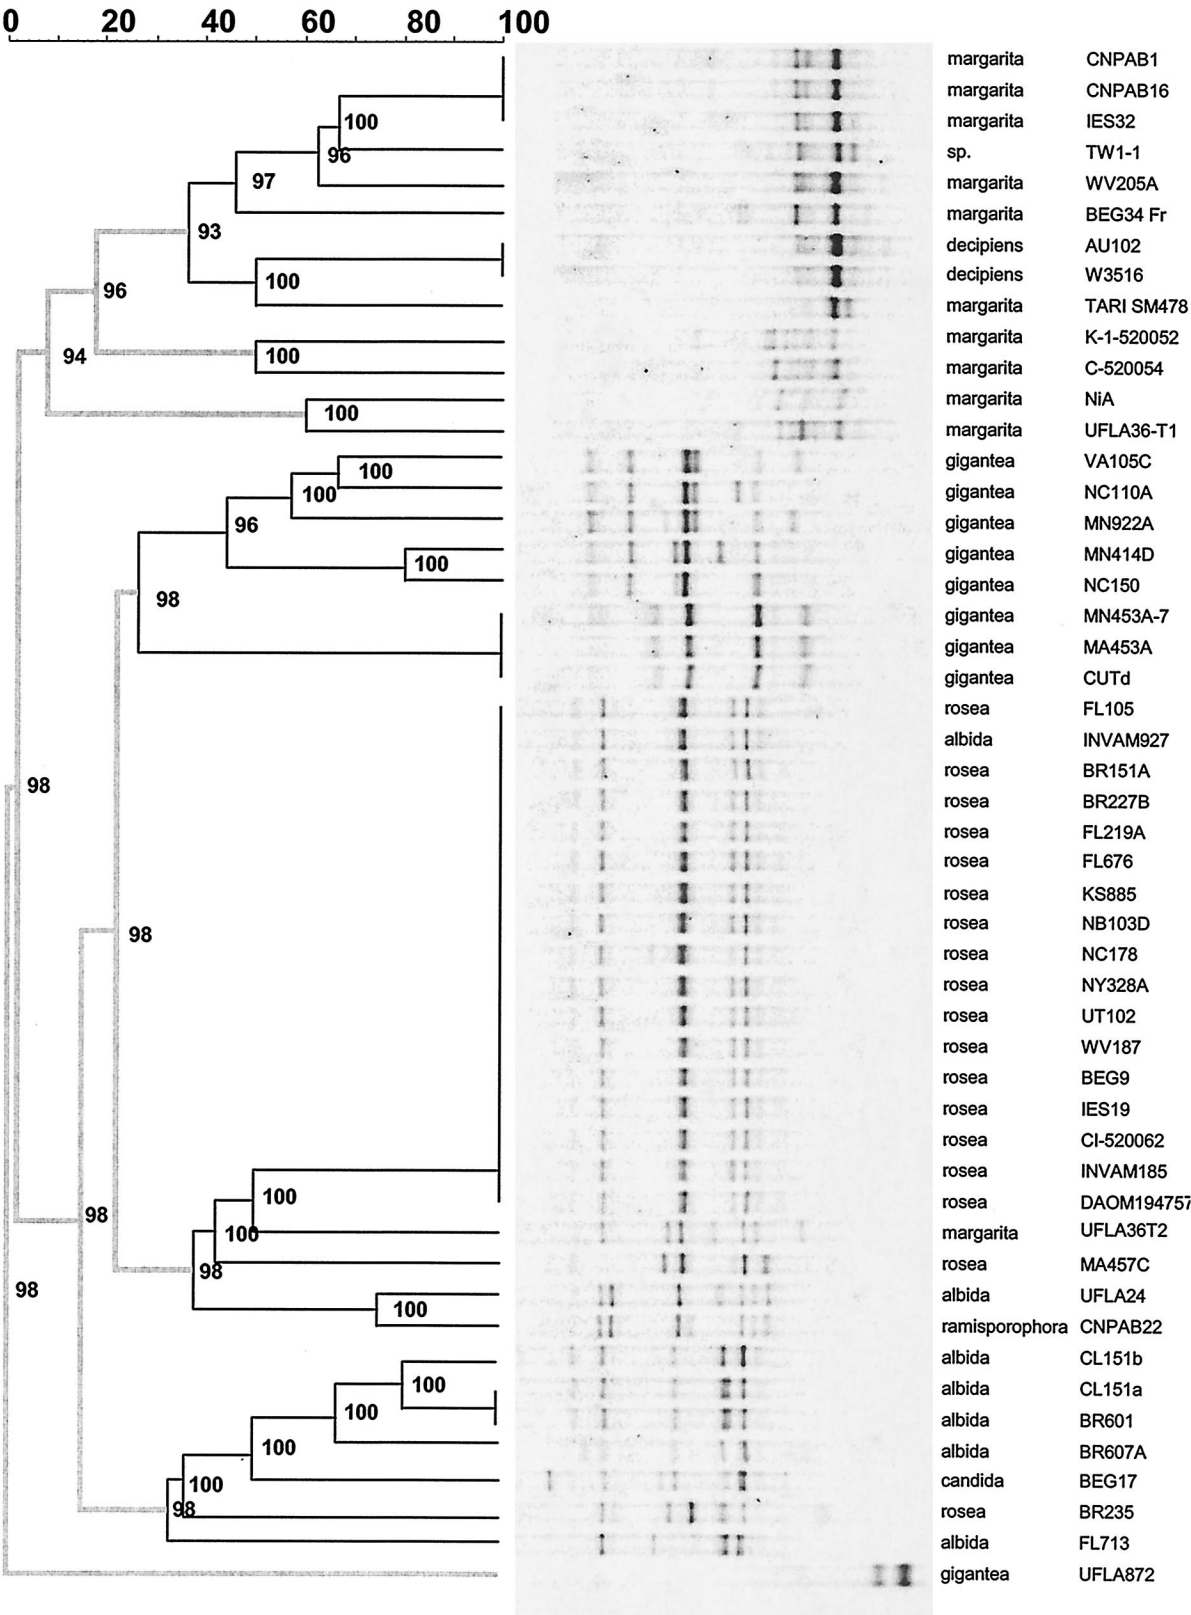 0 20 40 60 80 100
margarita CNPAB1
margarita CNPAB16
100 margarita IES32
96 sp. TW1-1
97 margarita WV205A
93 margarita BEG34 Fr
decipiens AU102
100 decipiens W3516
96 margarita TARI SM478
margarita K-1-520052
94 100 margarita C-520054
margarita NiA
100 margarita UFLA36-T1
100 gigantea VA105C
100 gigantea NC110A
96 gigantea MN922A
100 gigantea MN414D
98 gigantea NC150
gigantea MN453A-7
gigantea MA453A
gigantea CUTd
rosea FL105
albida INVAM927
98 rosea BR151A
rosea BR227B
rosea FL219A
rosea FL676
rosea KS885
98 rosea NB103D
rosea NC178
rosea NY328A
rosea UT102
rosea WV187
rosea BEG9
rosea IES19
rosea CI-520062
rosea INVAM185
98 100 rosea DAOM194757
100 margarita UFLA36T2
98 rosea MA457C
98 100 albida UFLA24
ramisporophora CNPAB22
albida CL151b
100 albida CL151a
100 albida BR601
100 albida BR607A
100 candida BEG17
98 rosea BR235
albida FL713
gigantea UFLA872